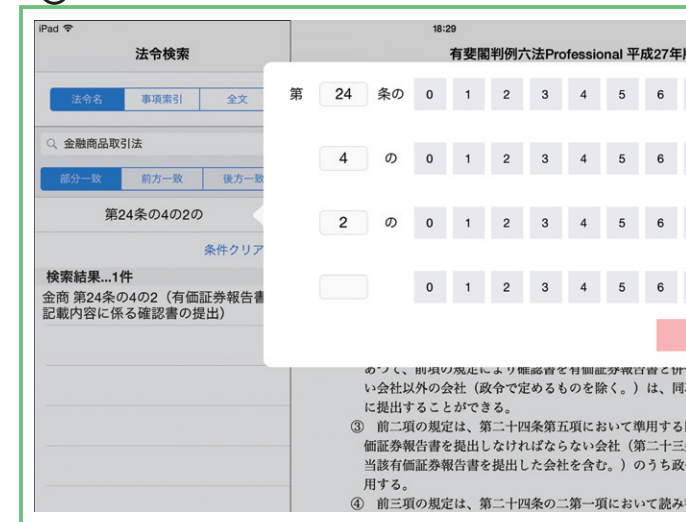 iPad 18:29
法令検索
有斐閣判例六法Professional 平成27年
法令名 事項索引 全文
金融商品取引法
部分一致 前方一致 後方一致
第24条の4の2の
条件クリア
検索結果...1件
金商 第24条の4の2（有価証券報告書
記載内容に係る確認書の提出）
第 24 条の 0 1 2 3 4 5 6
4 の 0 1 2 3 4 5 6
2 の 0 1 2 3 4 5 6
0 1 2 3 4 5 6
あって、前項の規定により確認書を有価証券報告書と併
い会社以外の会社（政令で定めるものを除く。）は、同
に提出することができる。
③ 前二項の規定は、第二十四条第五項において準用する
価証券報告書を提出しなければならない会社（第二十三
当該有価証券報告書を提出した会社を含む。）のうち政
用する。
④ 前三項の規定は、第二十四条の二第一項において読み